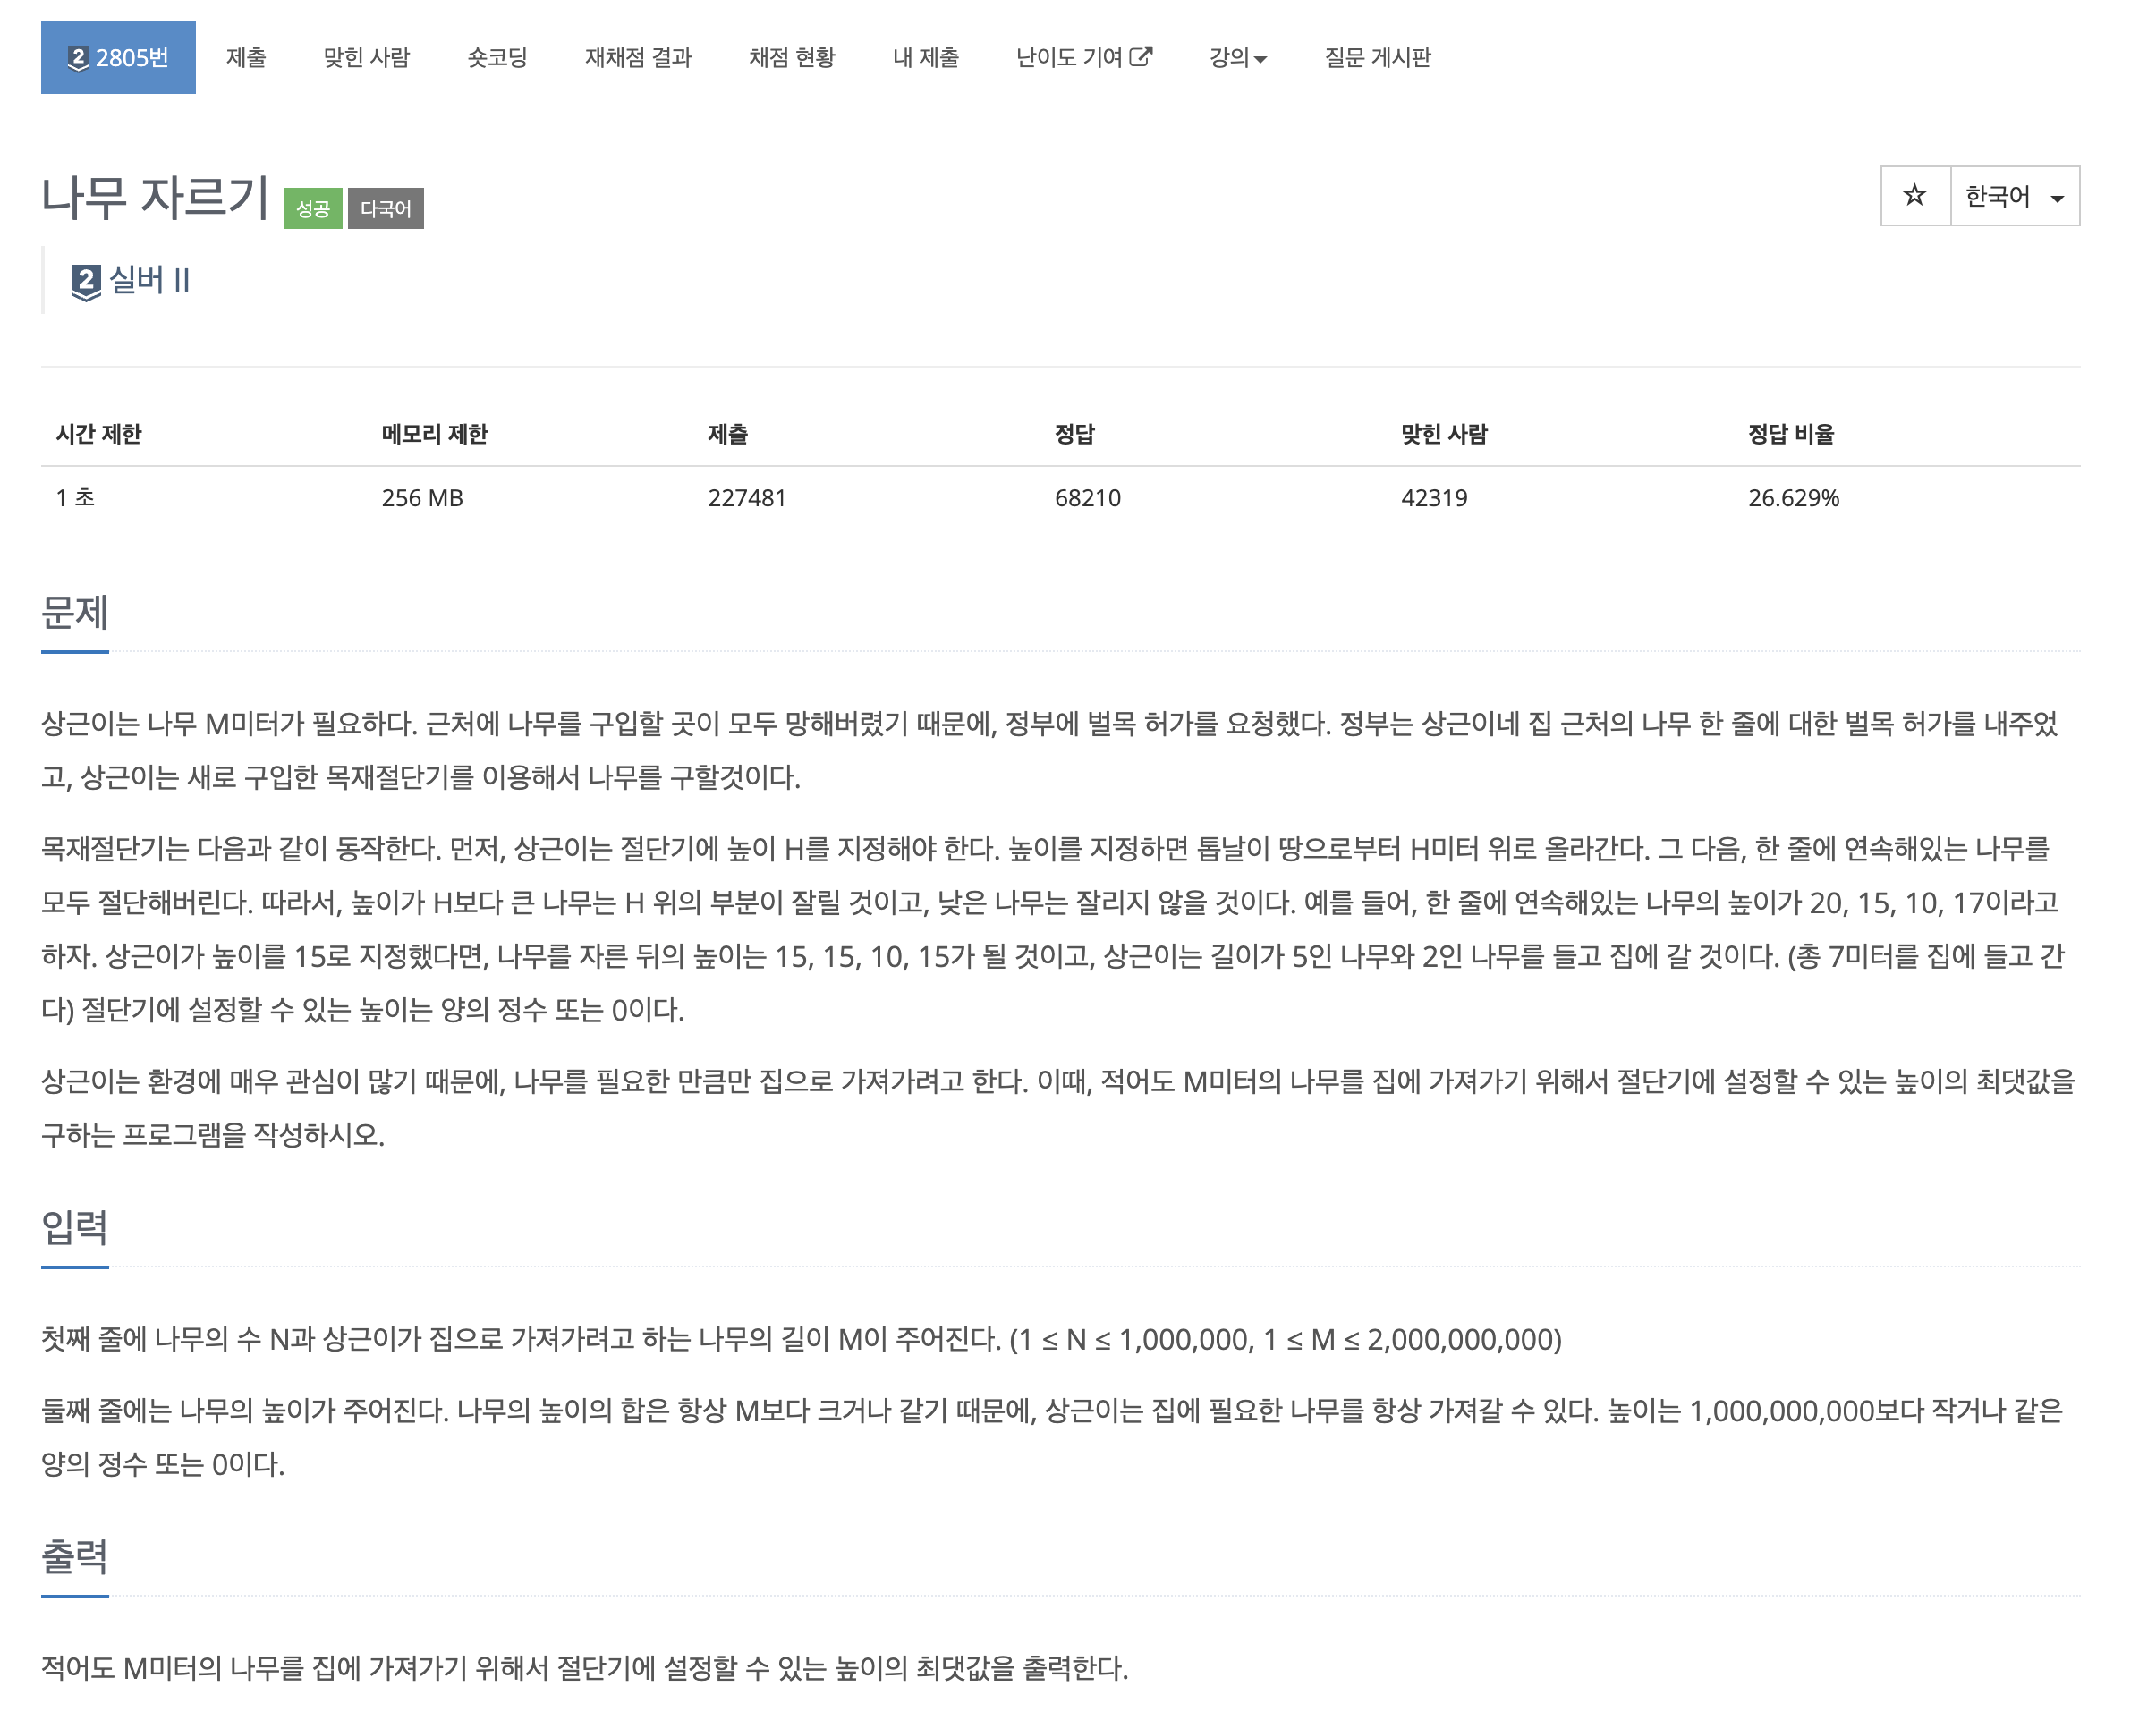 2 2805번 제출 맞힌 사람 숏코딩 재채점 결과 채점 현황 내 제출 난이도 기여 강의 질문 게시판
나무 자르기 성공 다국어 한국어
2 실버 II
시간 제한 메모리 제한 제출 정답 맞힌 사람 정답 비율
1 초 256 MB 227481 68210 42319 26.629%
문제
상근이는 나무 M미터가 필요하다. 근처에 나무를 구입할 곳이 모두 망해버렸기 때문에, 정부에 벌목 허가를 요청했다. 정부는 상근이네 집 근처의 나무 한 줄에 대한 벌목 허가를 내주었
고, 상근이는 새로 구입한 목재절단기를 이용해서 나무를 구할것이다.
목재절단기는 다음과 같이 동작한다. 먼저, 상근이는 절단기에 높이 H를 지정해야 한다. 높이를 지정하면 톱날이 땅으로부터 H미터 위로 올라간다. 그 다음, 한 줄에 연속해있는 나무를
모두 절단해버린다. 따라서, 높이가 H보다 큰 나무는 H 위의 부분이 잘릴 것이고, 낮은 나무는 잘리지 않을 것이다. 예를 들어, 한 줄에 연속해있는 나무의 높이가 20, 15, 10, 17이라고
하자. 상근이가 높이를 15로 지정했다면, 나무를 자른 뒤의 높이는 15, 15, 10, 15가 될 것이고, 상근이는 길이가 5인 나무와 2인 나무를 들고 집에 갈 것이다. (총 7미터를 집에 들고 간
다) 절단기에 설정할 수 있는 높이는 양의 정수 또는 0이다.
상근이는 환경에 매우 관심이 많기 때문에, 나무를 필요한 만큼만 집으로 가져가려고 한다. 이때, 적어도 M미터의 나무를 집에 가져가기 위해서 절단기에 설정할 수 있는 높이의 최댓값을
구하는 프로그램을 작성하시오.
입력
첫째 줄에 나무의 수 N과 상근이가 집으로 가져가려고 하는 나무의 길이 M이 주어진다. (1 ≤ N ≤ 1,000,000, 1 ≤ M ≤ 2,000,000,000)
둘째 줄에는 나무의 높이가 주어진다. 나무의 높이의 합은 항상 M보다 크거나 같기 때문에, 상근이는 집에 필요한 나무를 항상 가져갈 수 있다. 높이는 1,000,000,000보다 작거나 같은
양의 정수 또는 0이다.
출력
적어도 M미터의 나무를 집에 가져가기 위해서 절단기에 설정할 수 있는 높이의 최댓값을 출력한다.